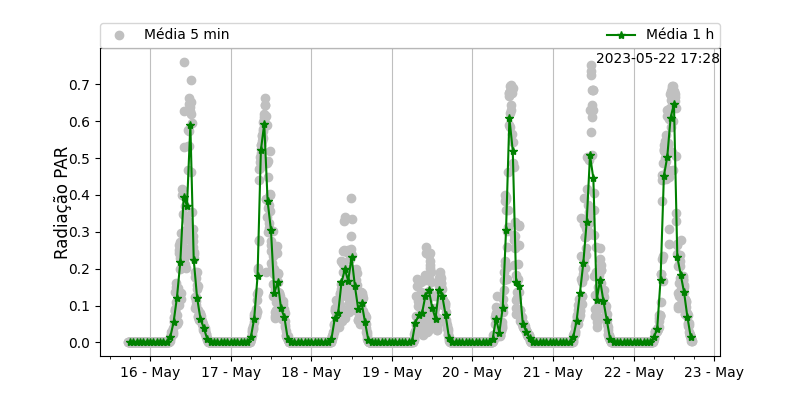 Média 5 min
Média 1 h
2023-05-22 17:28
Radiação PAR
0.7
0.6
0.5
0.4
0.3
0.2
0.1
0.0
16 - May
17 - May
18 - May
19 - May
20 - May
21 - May
22 - May
23 - May